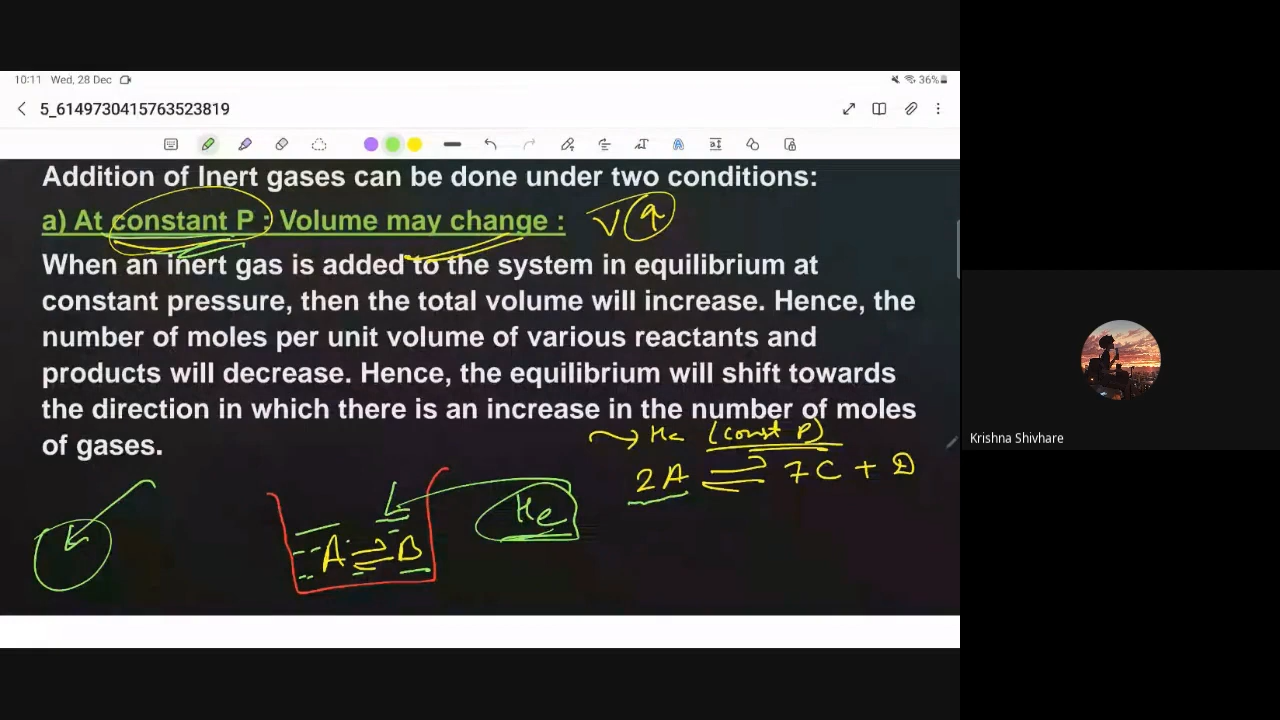 10:11 Wed, 28 Dec
36%
5_6149730415763523819
Addition of Inert gases can be done under two conditions:
a) At constant P : Volume may change :
When an inert gas is added to the system in equilibrium at
constant pressure, then the total volume will increase. Hence, the
number of moles per unit volume of various reactants and
products will decrease. Hence, the equilibrium will shift towards
the direction in which there is an increase in the number of moles
of gases.
He (const P)
2A ⇌ 7C + D
He
A ⇌ B
Krishna Shivhare